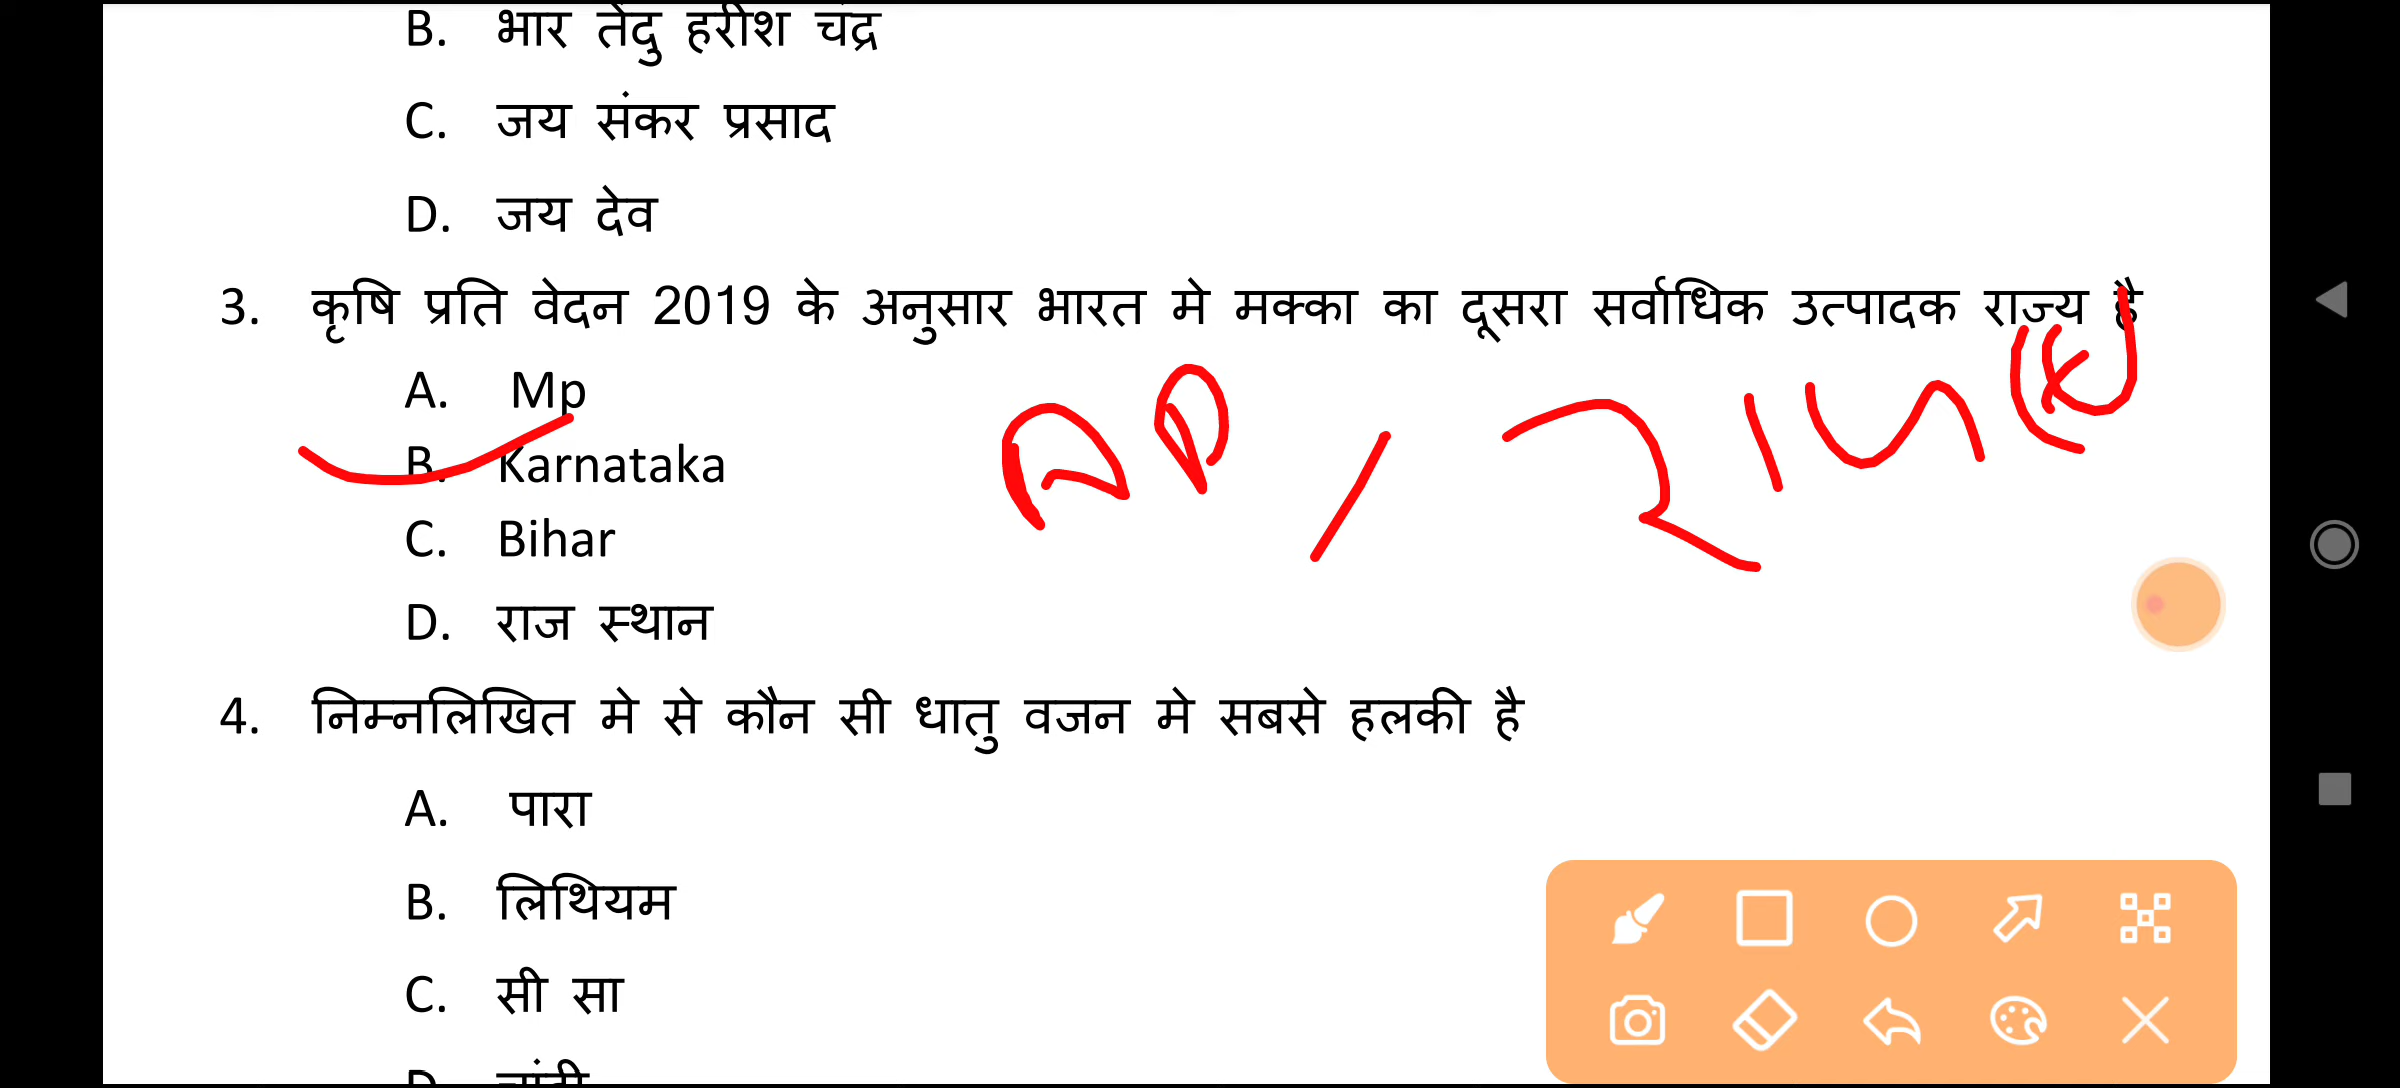 B. भार तेंदु हरीश चंद्र
C. जय संकर प्रसाद
D. जय देव
3. कृषि प्रति वेदन 2019 के अनुसार भारत मे मक्का का दूसरा सर्वाधिक उत्पादक राज्य है
A. Mp
B. Karnataka
C. Bihar
D. राज स्थान
4. निम्नलिखित मे से कौन सी धातु वजन मे सबसे हलकी है
A. पारा
B. लिथियम
C. सी सा
D. चांदी